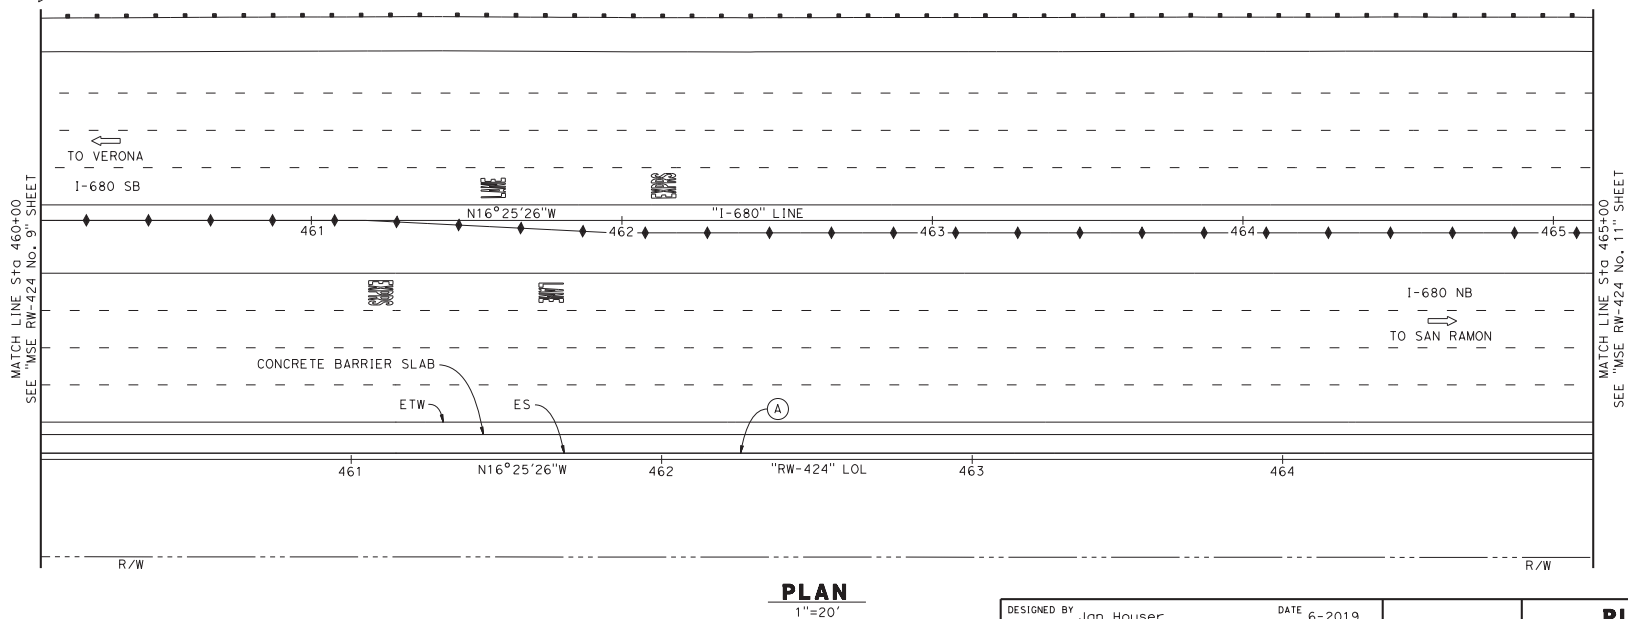 TO VERONA
I-680 SB
MATCH LINE Sta 460+00
SEE "MSE RW-424 No. 9" SHEET
MATCH LINE Sta 465+00
SEE "MSE RW-424 No. 11" SHEET
LANE
N16°25'26"W
"I-680" LINE
461
462
463
464
465
I-680 NB
TO SAN RAMON
CONCRETE BARRIER SLAB
ETW
ES
A
461
N16°25'26"W
462
"RW-424" LOL
463
464
R/W
R/W
PLAN
1"=20'
DESIGNED BY Jan Houser
DATE 6-2019